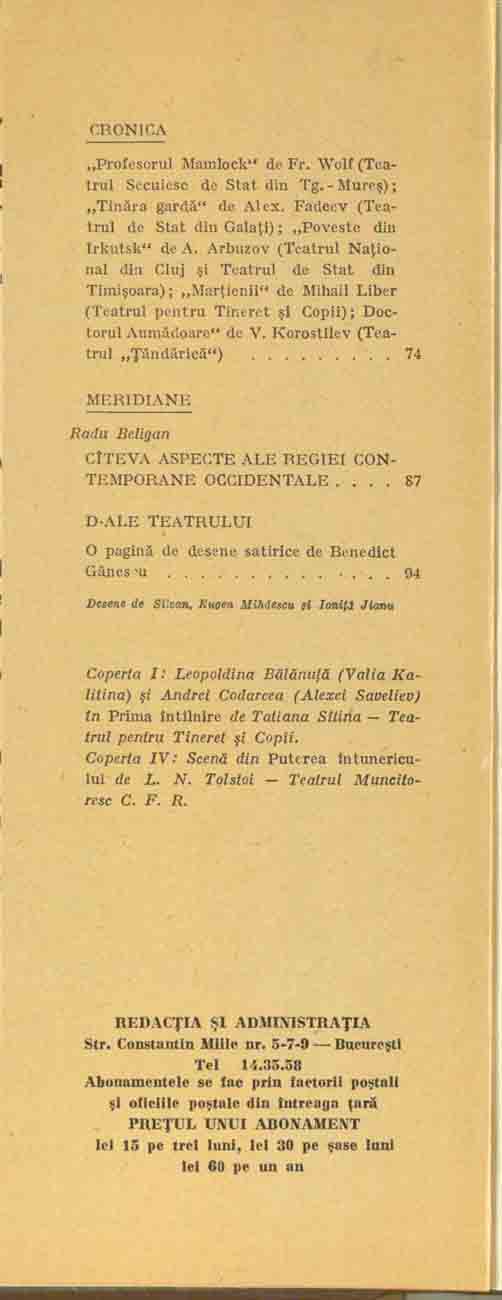 CRONICA
„Profesorul Mamlock“ de Fr. Wolf (Tea-
trul Secuiesc de Stat din Tg. - Mureş);
„Tînăra gardă“ de Alex. Fadeev (Tea-
trul de Stat din Galaţi); „Poveste din
Irkutsk“ de A. Arbuzov (Teatrul Naţio-
nal din Cluj şi Teatrul de Stat din
Timişoara); „Marţienii“ de Mihail Liber
(Teatrul pentru Tineret şi Copii); Doc-
torul Aumădoare“ de V. Korostilev (Tea-
trul „Ţăndărică“) . . . . . . . . . 74
MERIDIANE
Radu Beligan
CÎTEVA ASPECTE ALE REGIEI CON-
TEMPORANE OCCIDENTALE . . . . 87
D-ALE TEATRULUI
O pagină de desene satirice de Benedict
Gănes u . . . . . . . . . . . . . . 94
Desene de Silvan, Eugen Mihăescu şi Ioniţă Jianu
Coperta I: Leopoldina Bălănuţă (Valia Ka-
litina) şi Andrei Codarcea (Alexei Saveliev)
în Prima întîlnire de Tatiana Sîtina — Tea-
trul pentru Tineret şi Copii.
Coperta IV: Scenă din Puterea întunericu-
lui de L. N. Tolstoi — Teatrul Muncito-
resc C. F. R.
REDACŢIA ŞI ADMINISTRAŢIA
Str. Constantin Mille nr. 5-7-9 — Bucureşti
Tel 14.35.58
Abonamentele se fac prin factorii poştali
şi oficiile poştale din întreaga ţară
PREŢUL UNUI ABONAMENT
lei 15 pe trei luni, lei 30 pe şase luni
lei 60 pe un an